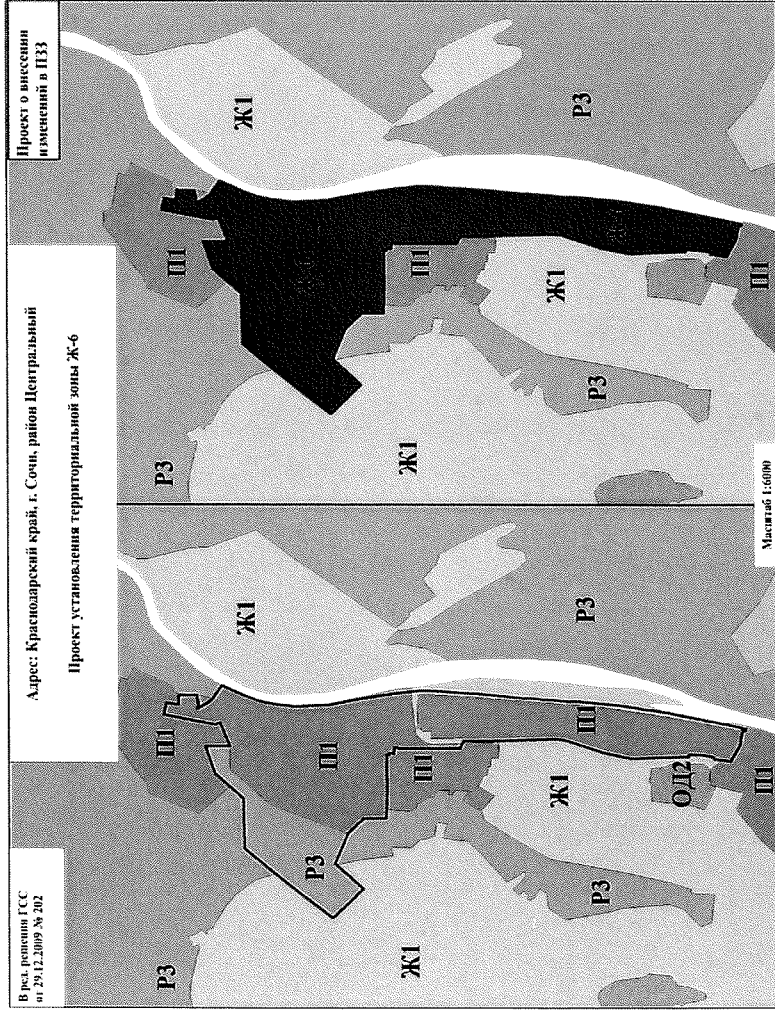 Адрес: Краснодарский край, г. Сочи, район Центральный
Проект установления территориальной зоны Ж-6
В ред. решения ГСС
от 29.12.2009 № 202
Р3
П1
Ж1
П1
Р3
П1
П1
Ж1
Ж1
Р3
ОД2
П1
Р3
Проект о внесении
изменений в ПЗЗ
Р3
П1
Ж1
П1
Ж1
Ж1
Р3
П1
Р3
Масштаб 1:6000